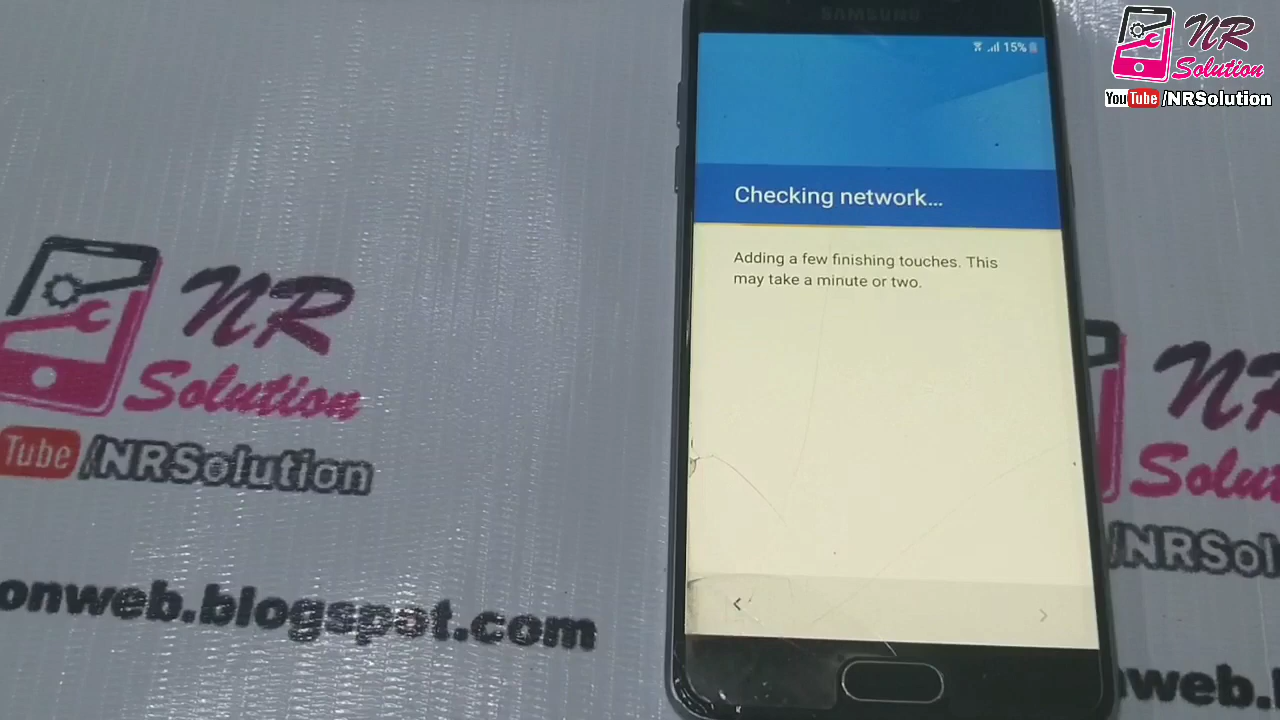 SAMSUNG
15%
Checking network...
Adding a few finishing touches. This
may take a minute or two.
NR
Solution
YouTube /NRSolution
NR
Solution
Tube /NRSolution
onweb.blogspot.com
NR
Solut
/NRSol
web.